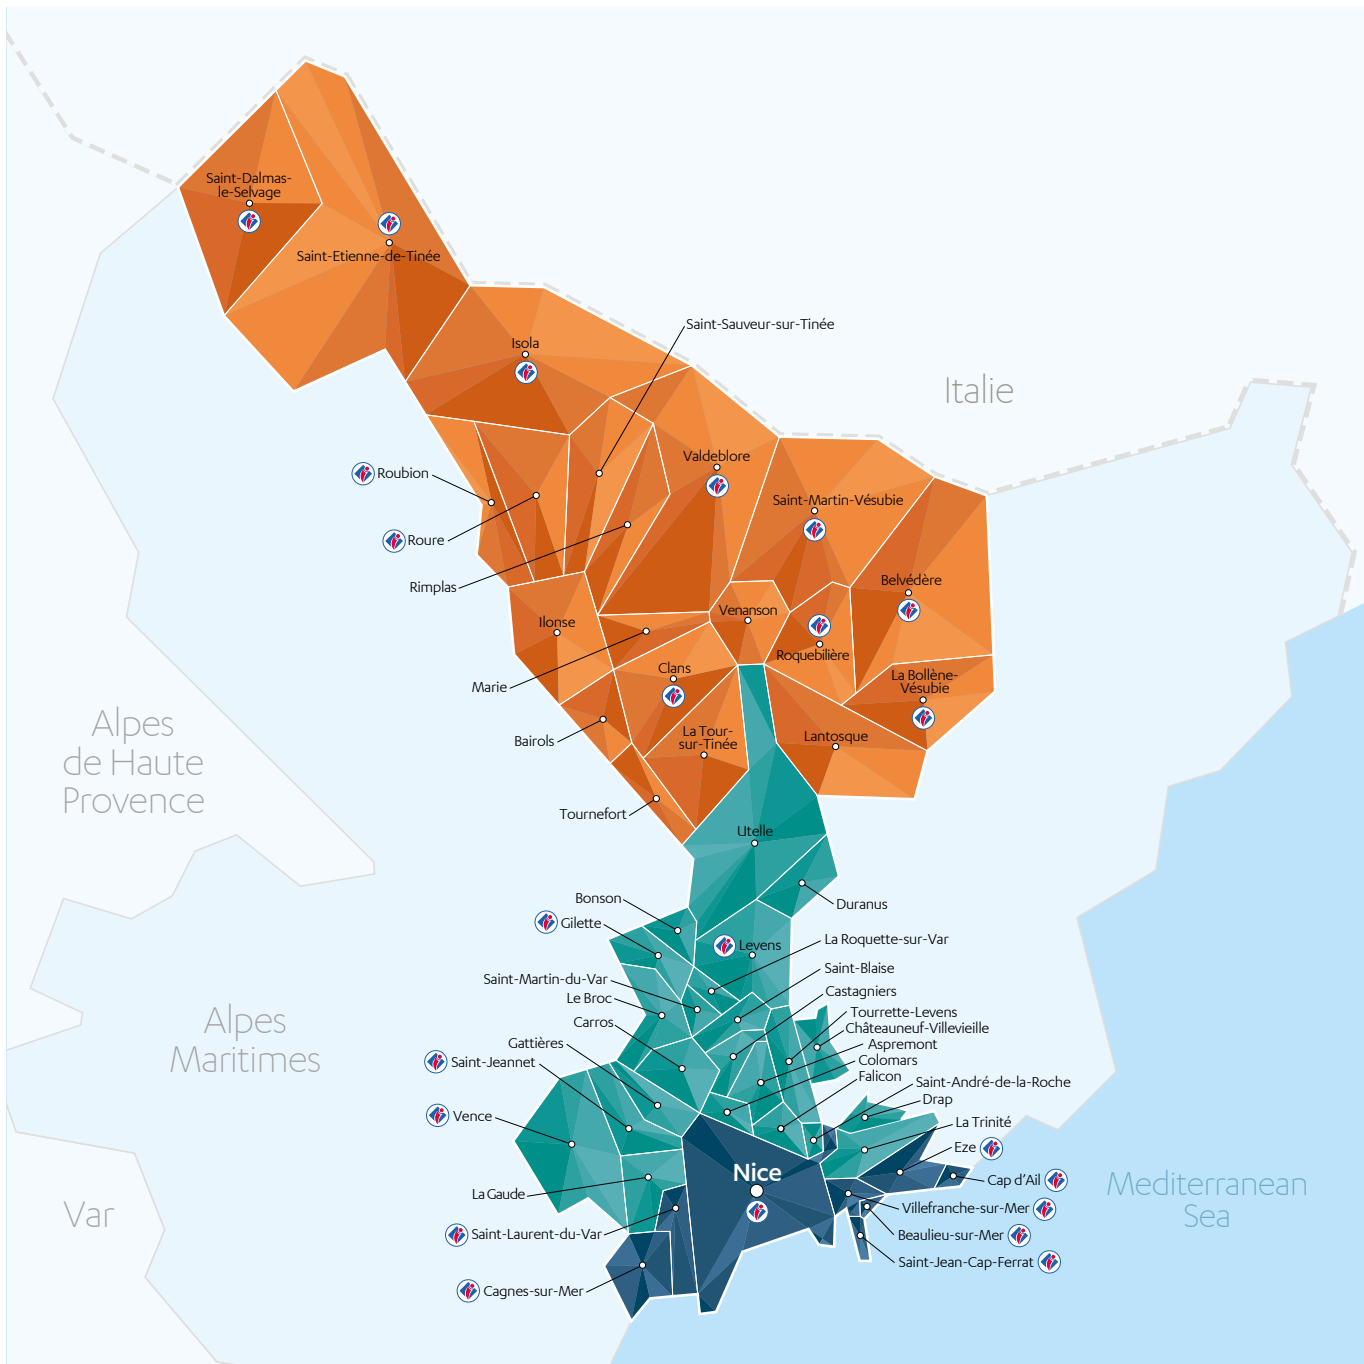 Saint-Dalmas-
le-Selvage
Saint-Etienne-de-Tinée
Saint-Sauveur-sur-Tinée
Isola
Italie
Valdeblore
Roubion
Saint-Martin-Vésubie
Roure
Belvédère
Rimplas
Venanson
Ilonse
Roquebilière
Clans
La Bollène-
Vésubie
Marie
Alpes
de Haute
Provence
La Tour-
sur-Tinée
Lantosque
Bairols
Tournefort
Utelle
Bonson
Duranus
Gilette
La Roquette-sur-Var
Levens
Saint-Blaise
Saint-Martin-du-Var
Castagniers
Le Broc
Tourrette-Levens
Alpes
Maritimes
Carros
Châteauneuf-Villevieille
Gattières
Aspremont
Saint-Jeannet
Colomars
Falicon
Saint-André-de-la-Roche
Drap
Vence
La Trinité
Eze
Nice
Cap d'Ail
Mediterranean
Sea
La Gaude
Villefranche-sur-Mer
Var
Saint-Laurent-du-Var
Beaulieu-sur-Mer
Saint-Jean-Cap-Ferrat
Cagnes-sur-Mer